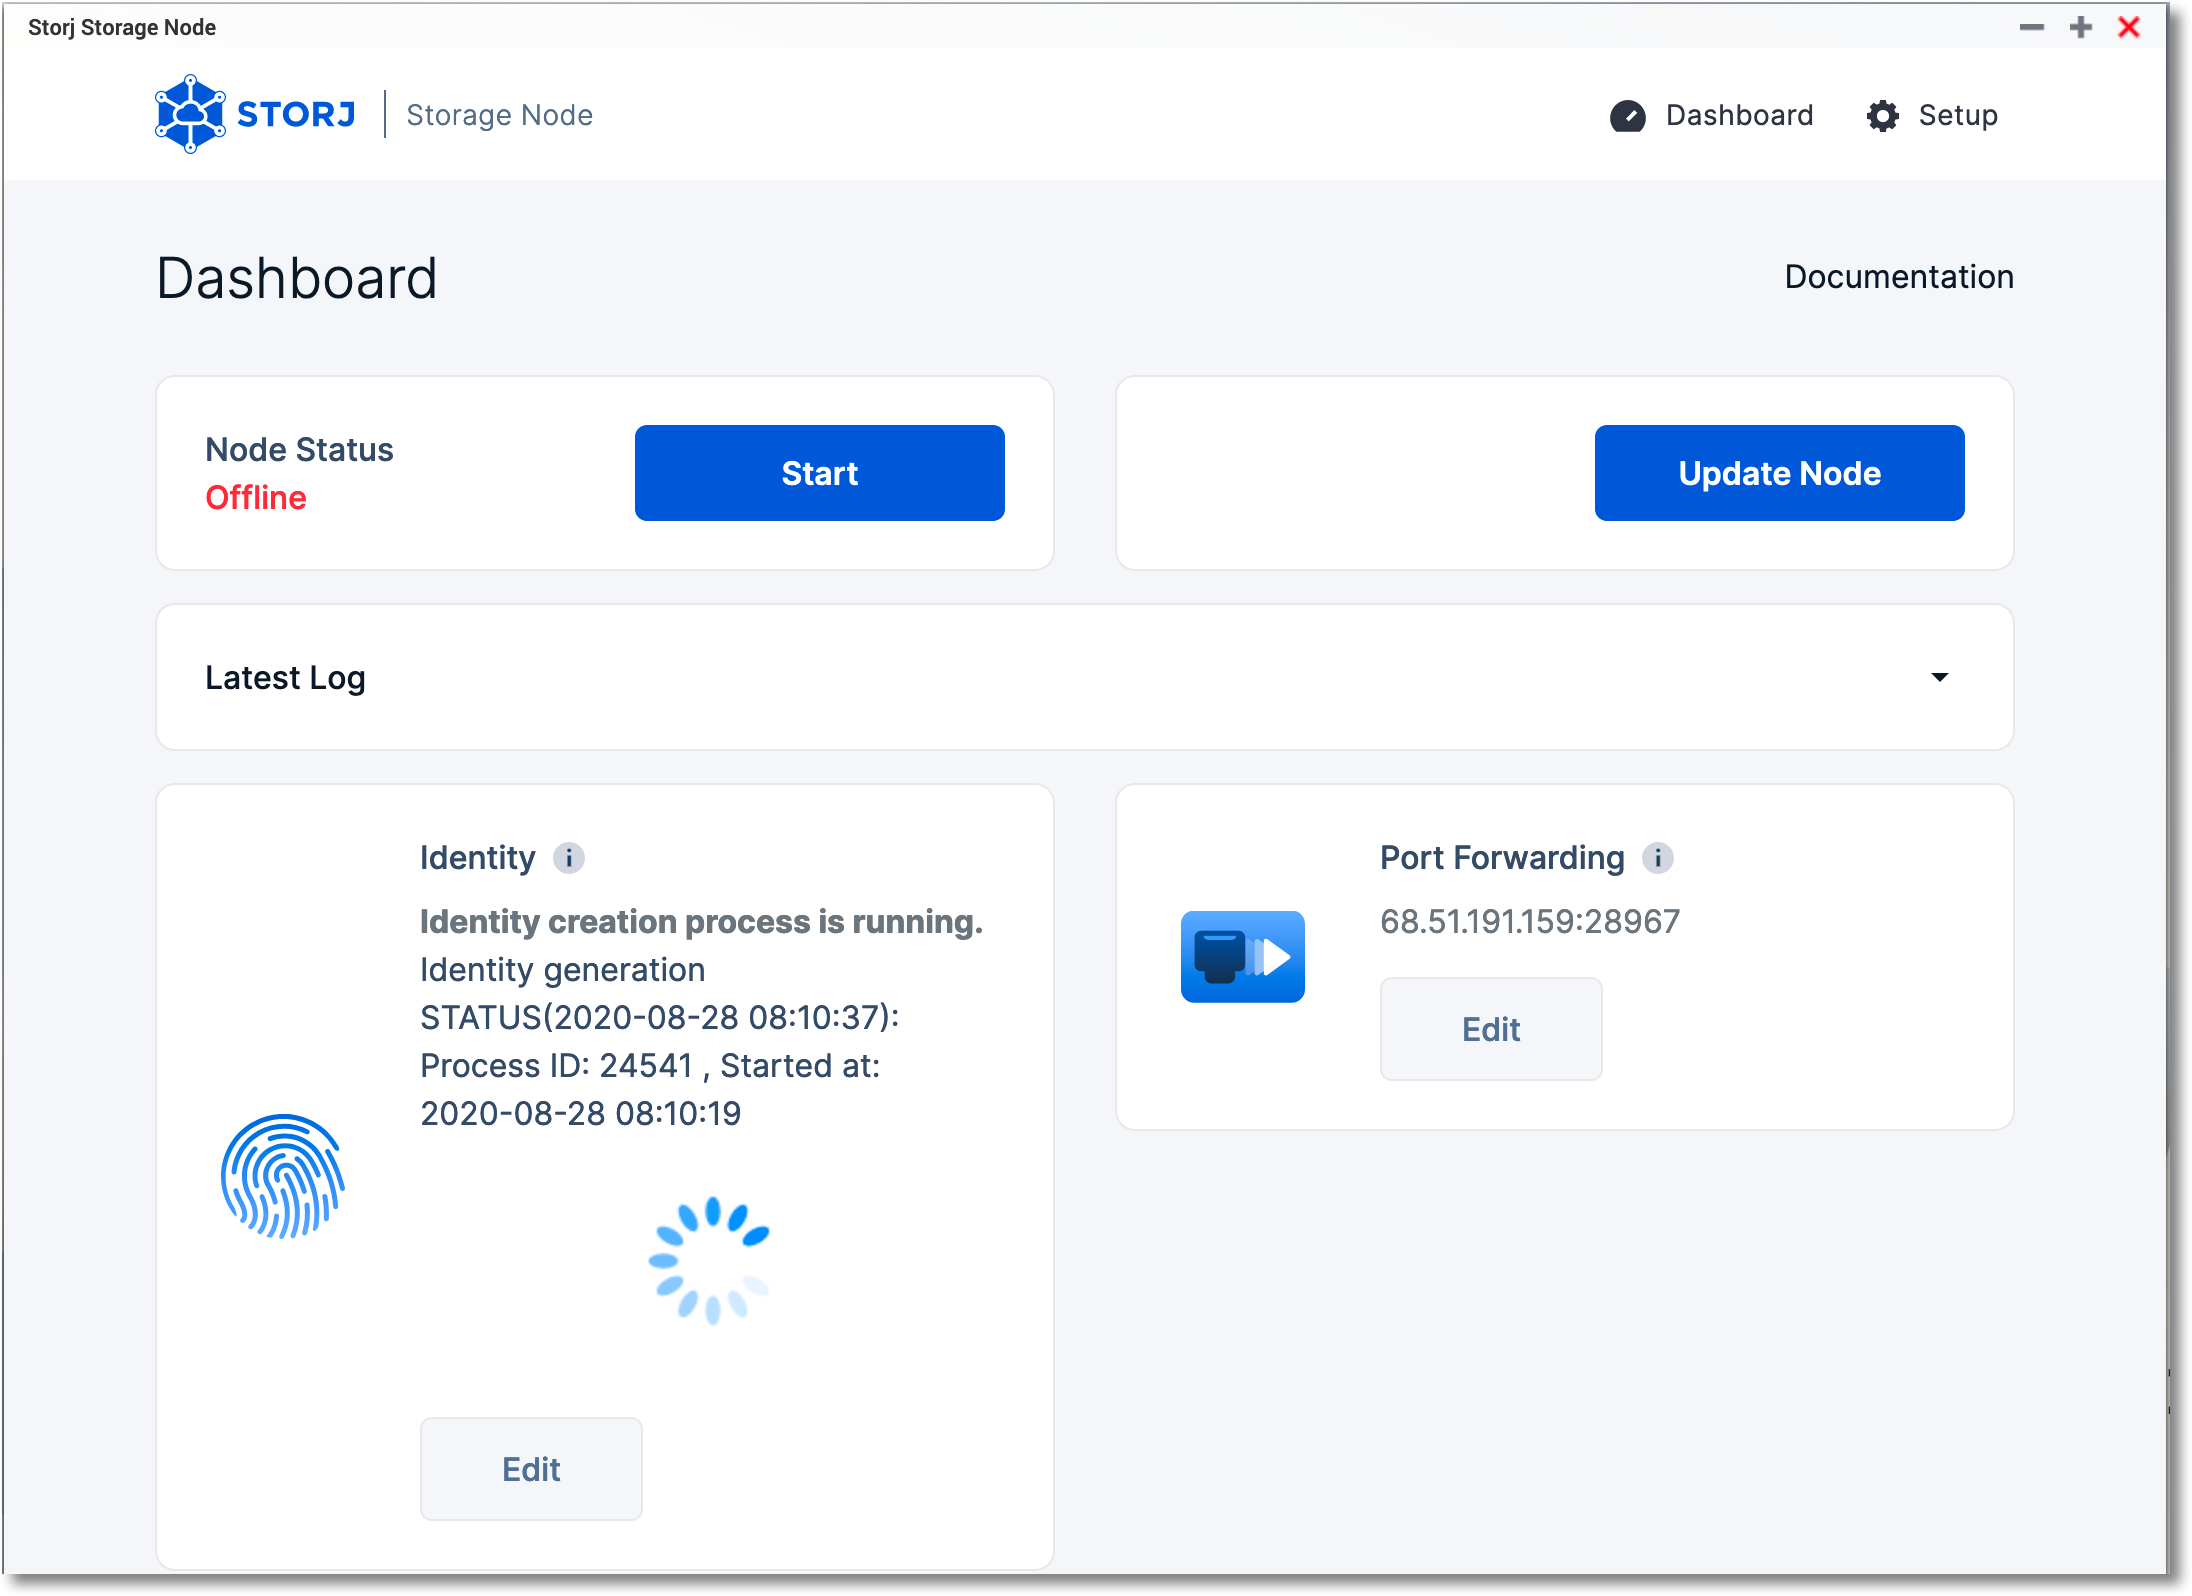 Storj Storage Node
STORJ
Storage Node
Dashboard
Setup
Dashboard
Documentation
Node Status
Offline
Start
Update Node
Latest Log
Identity i
Identity creation process is running.
Identity generation
STATUS(2020-08-28 08:10:37):
Process ID: 24541 , Started at:
2020-08-28 08:10:19
Edit
Port Forwarding i
68.51.191.159:28967
Edit